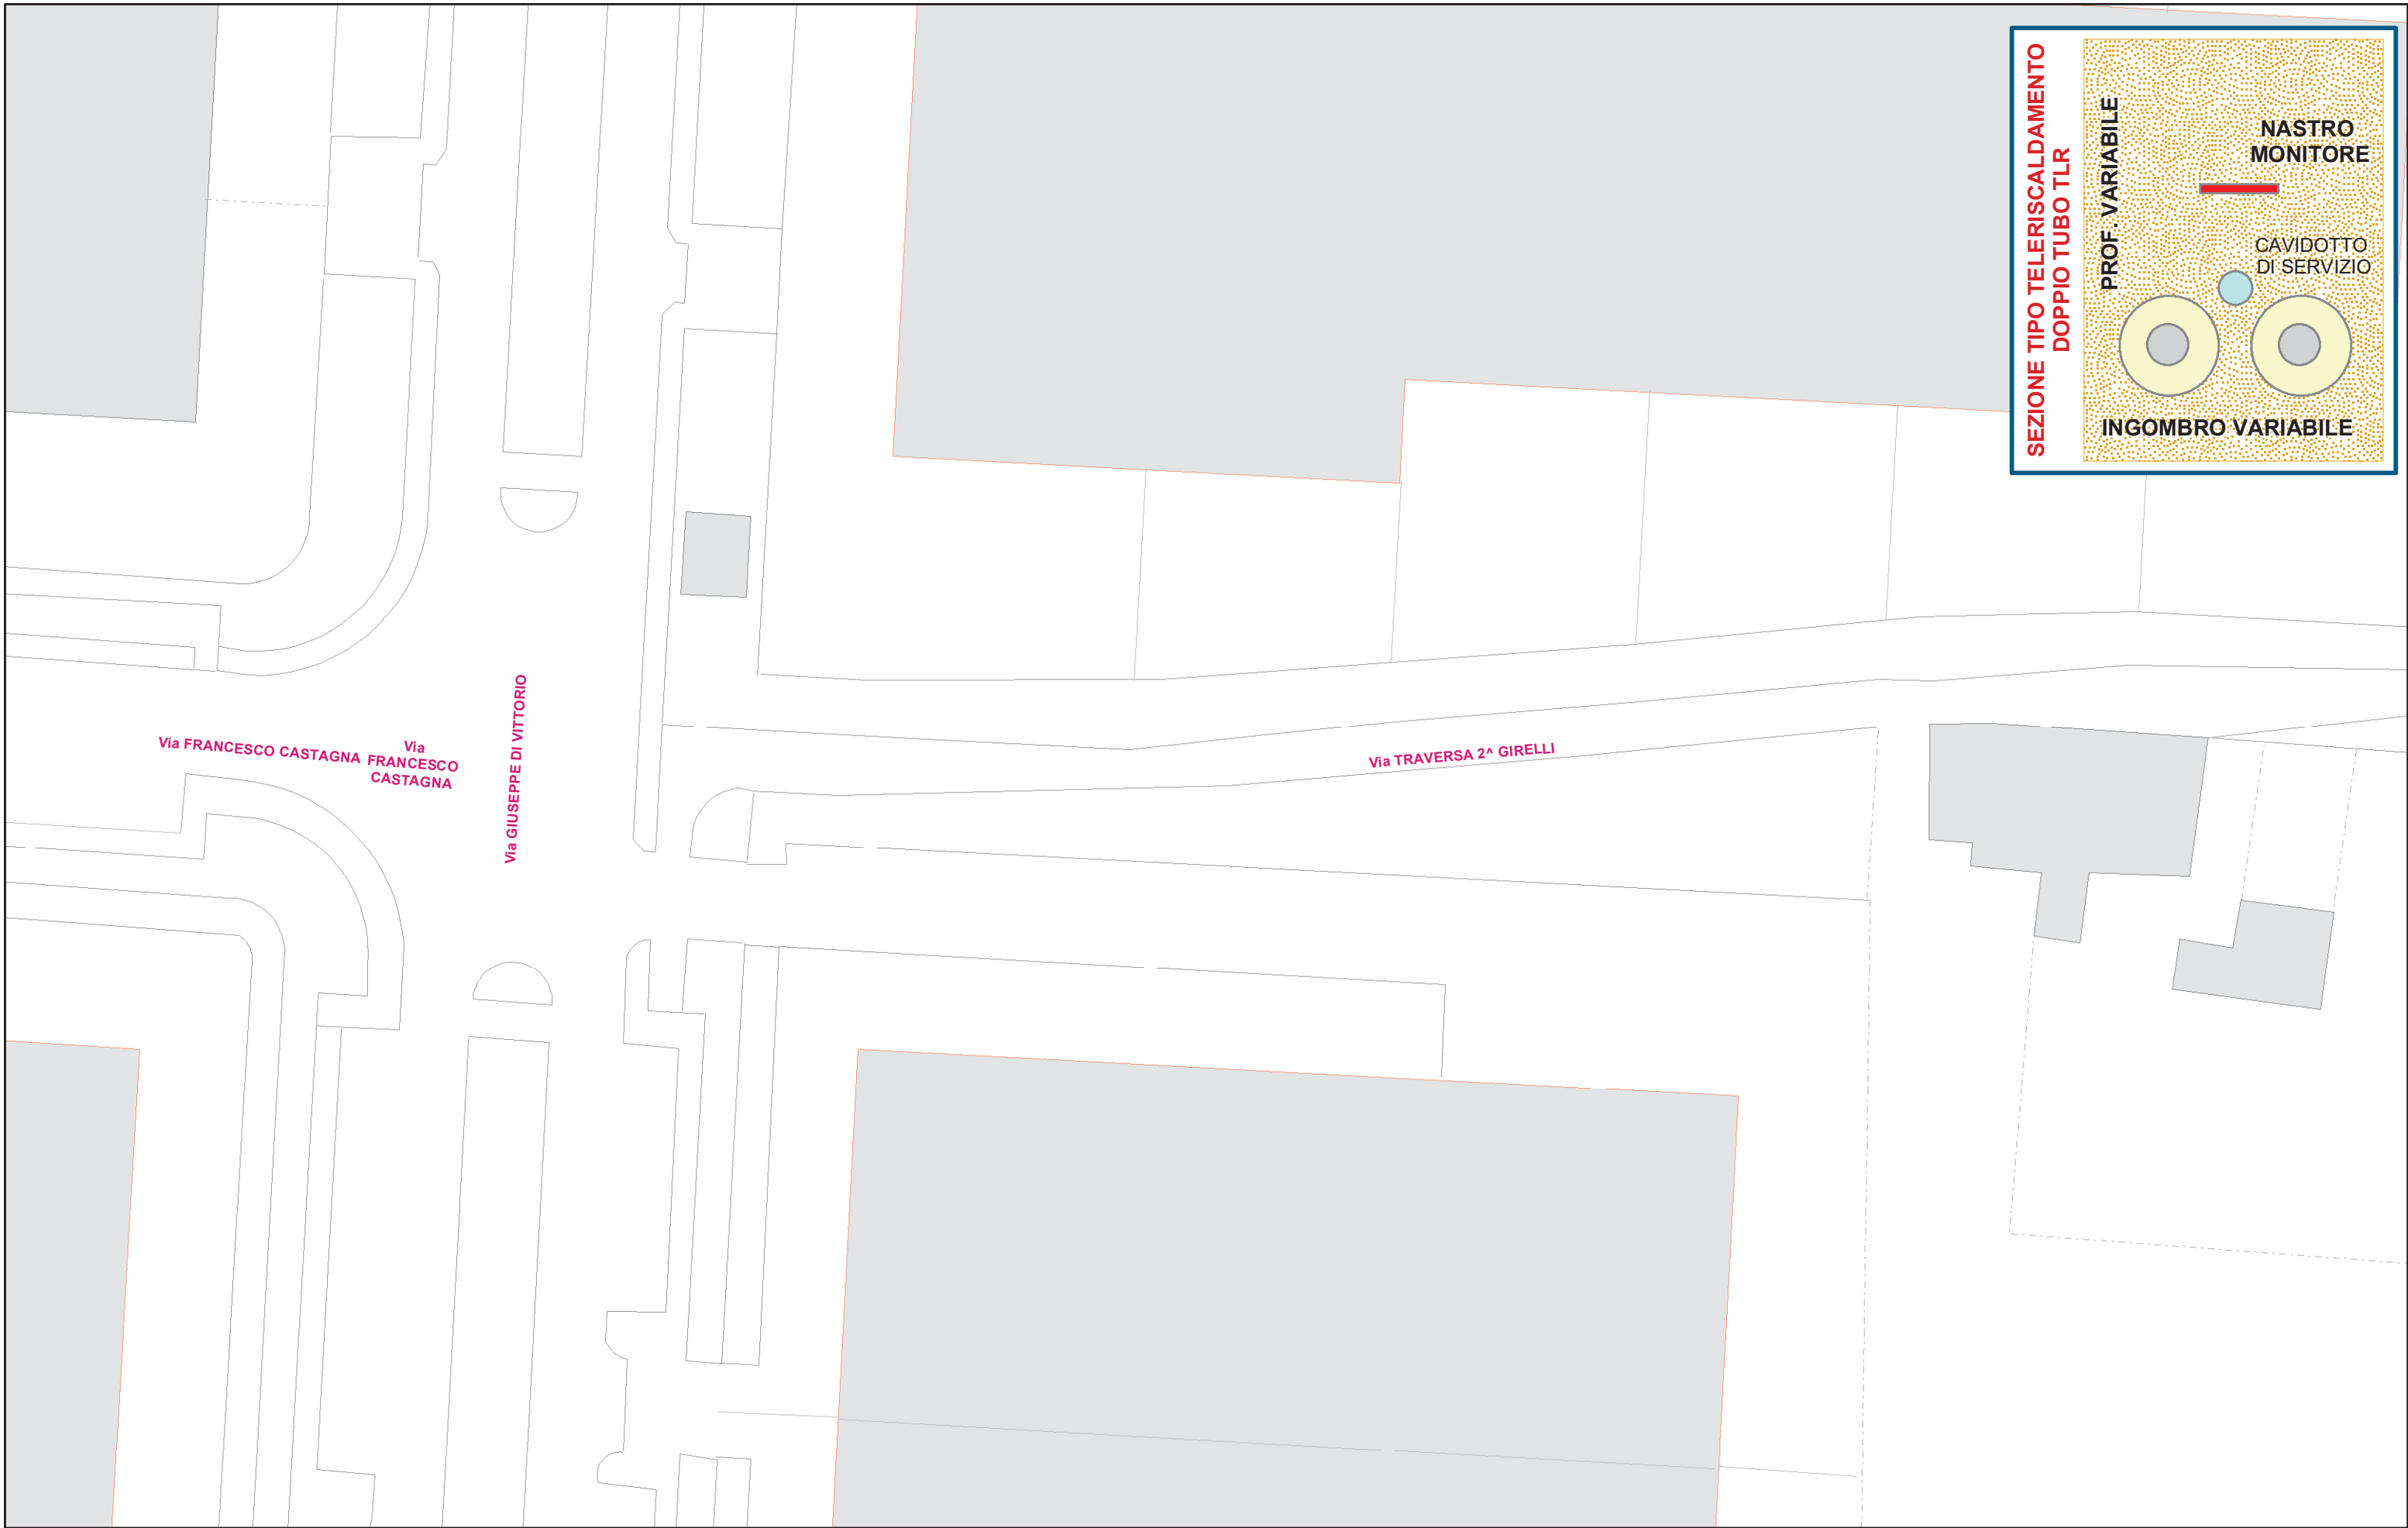 SEZIONE TIPO TELERISCALDAMENTO
DOPPIO TUBO TLR
PROF. VARIABILE
NASTRO
MONITORE
CAVIDOTTO
DI SERVIZIO
INGOMBRO VARIABILE
Via FRANCESCO CASTAGNA
Via
FRANCESCO
CASTAGNA
Via GIUSEPPE DI VITTORIO
Via TRAVERSA 2^ GIRELLI